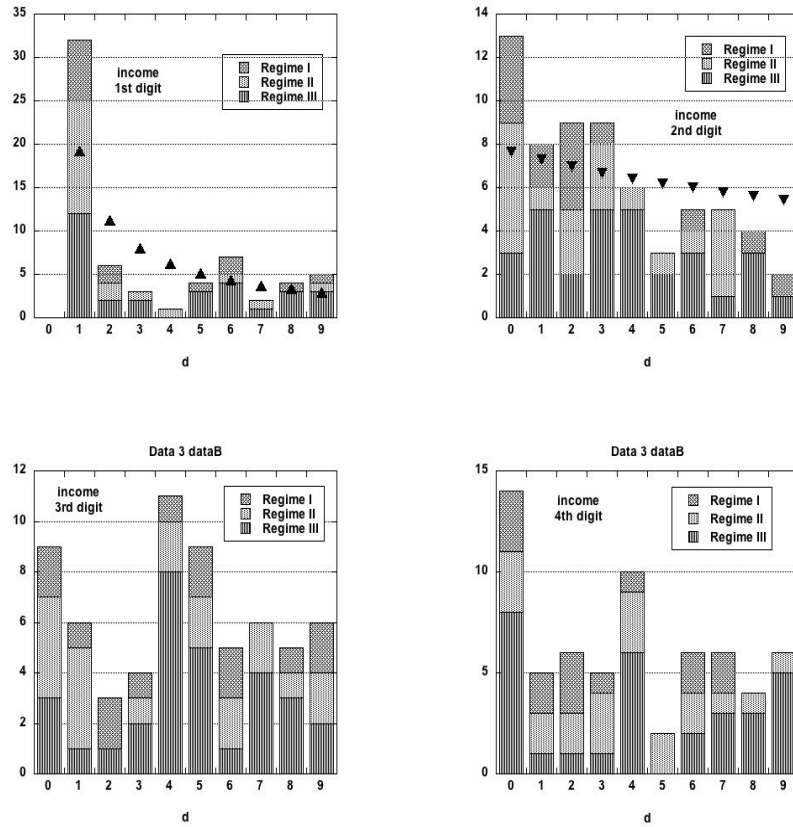 35
30
25
20
15
10
5
0
income
1st digit
Regime I
Regime II
Regime III
0 1 2 3 4 5 6 7 8 9
d
14
12
10
8
6
4
2
0
Regime I
Regime II
Regime III
income
2nd digit
0 1 2 3 4 5 6 7 8 9
d
Data 3 dataB
12
10
8
6
4
2
0
income
3rd digit
Regime I
Regime II
Regime III
0 1 2 3 4 5 6 7 8 9
d
Data 3 dataB
15
10
5
0
income
4th digit
Regime I
Regime II
Regime III
0 1 2 3 4 5 6 7 8 9
d